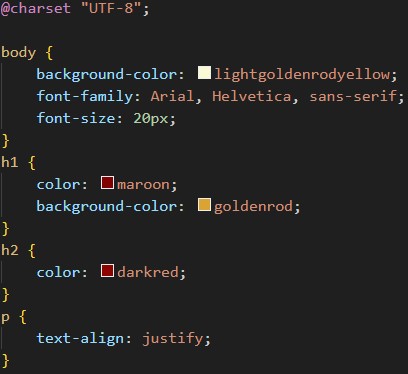 @charset "UTF-8";
body {
    background-color: lightgoldenrodyellow;
    font-family: Arial, Helvetica, sans-serif;
    font-size: 20px;
}
h1 {
    color: maroon;
    background-color: goldenrod;
}
h2 {
    color: darkred;
}
p {
    text-align: justify;
}